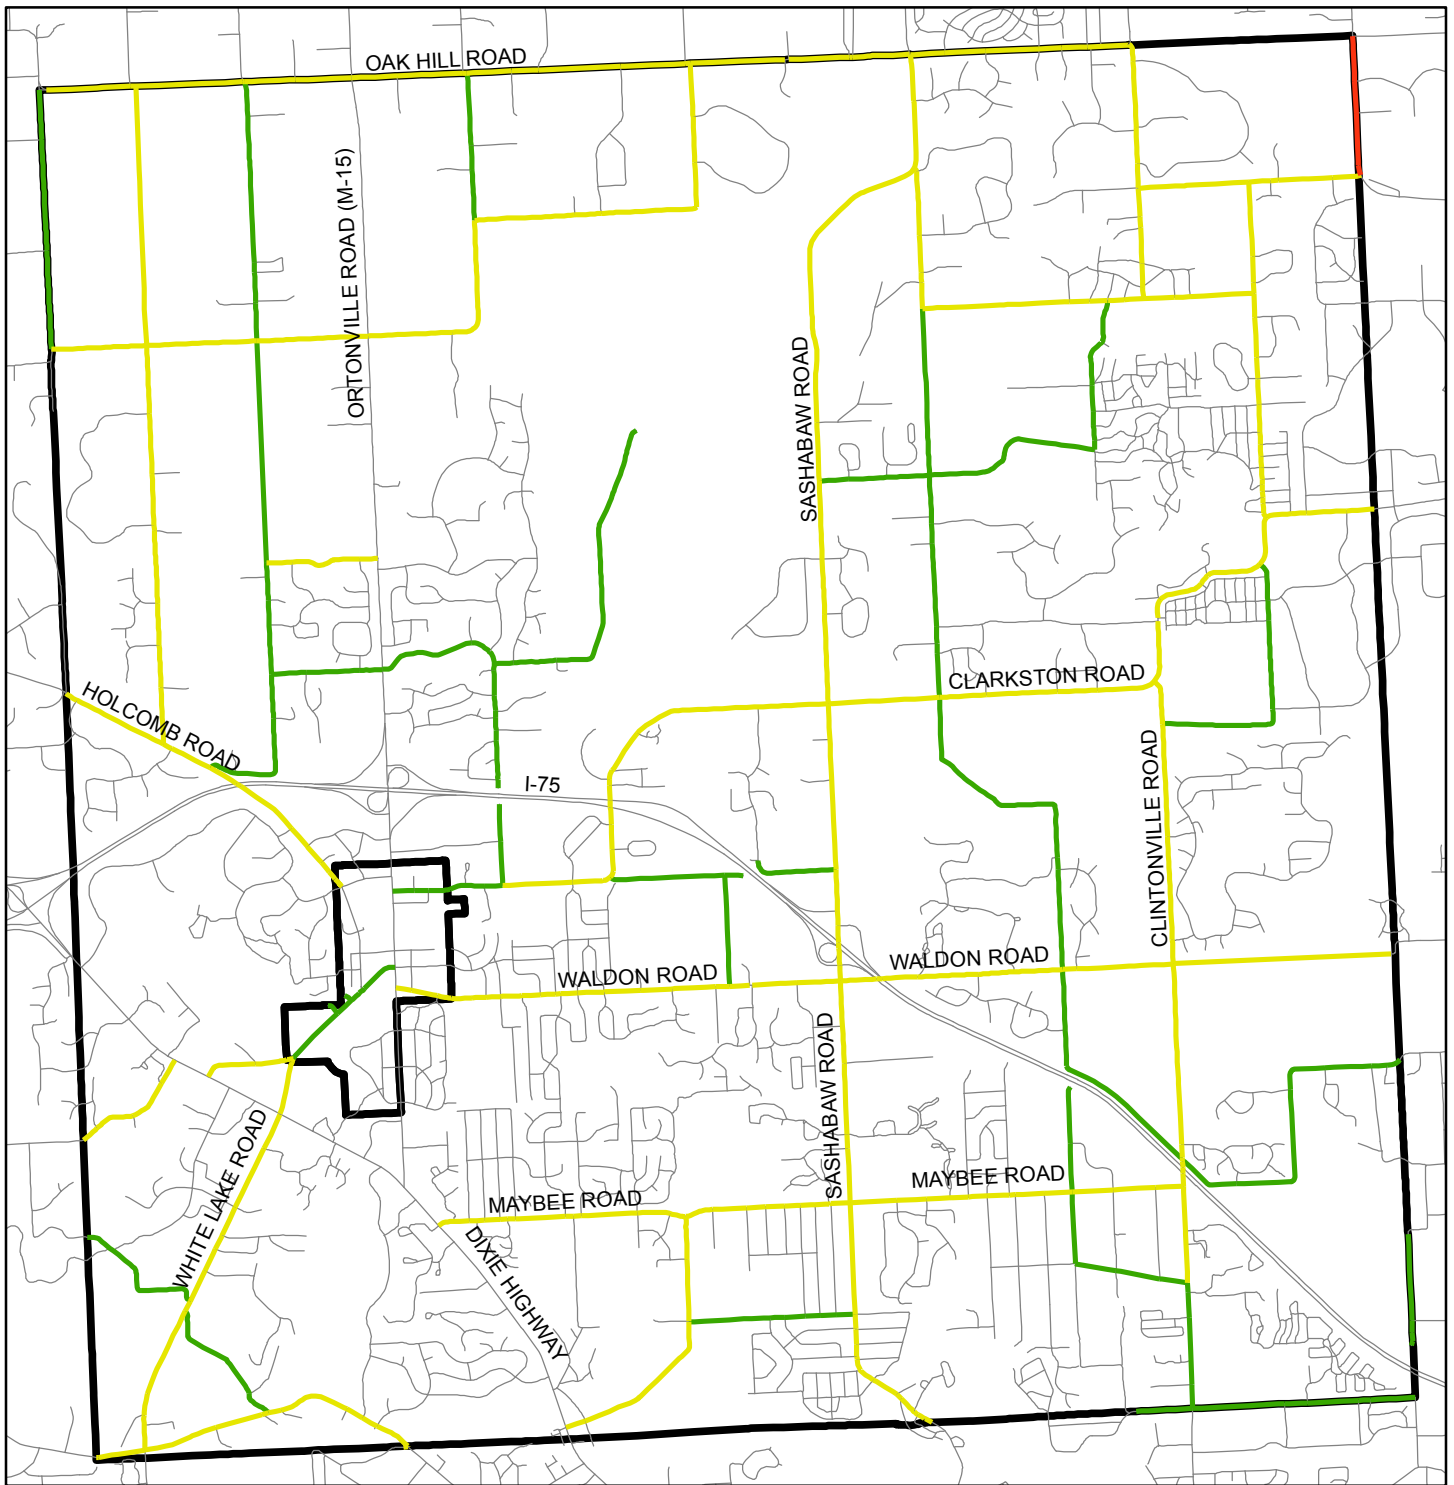 OAK HILL ROAD
ORTONVILLE ROAD (M-15)
SASHABAW ROAD
CLARKSTON ROAD
HOLCOMB ROAD
I-75
CLINTONVILLE ROAD
WALDON ROAD
WALDON ROAD
SASHABAW ROAD
WHITE LAKE ROAD
MAYBEE ROAD
MAYBEE ROAD
DIXIE HIGHWAY